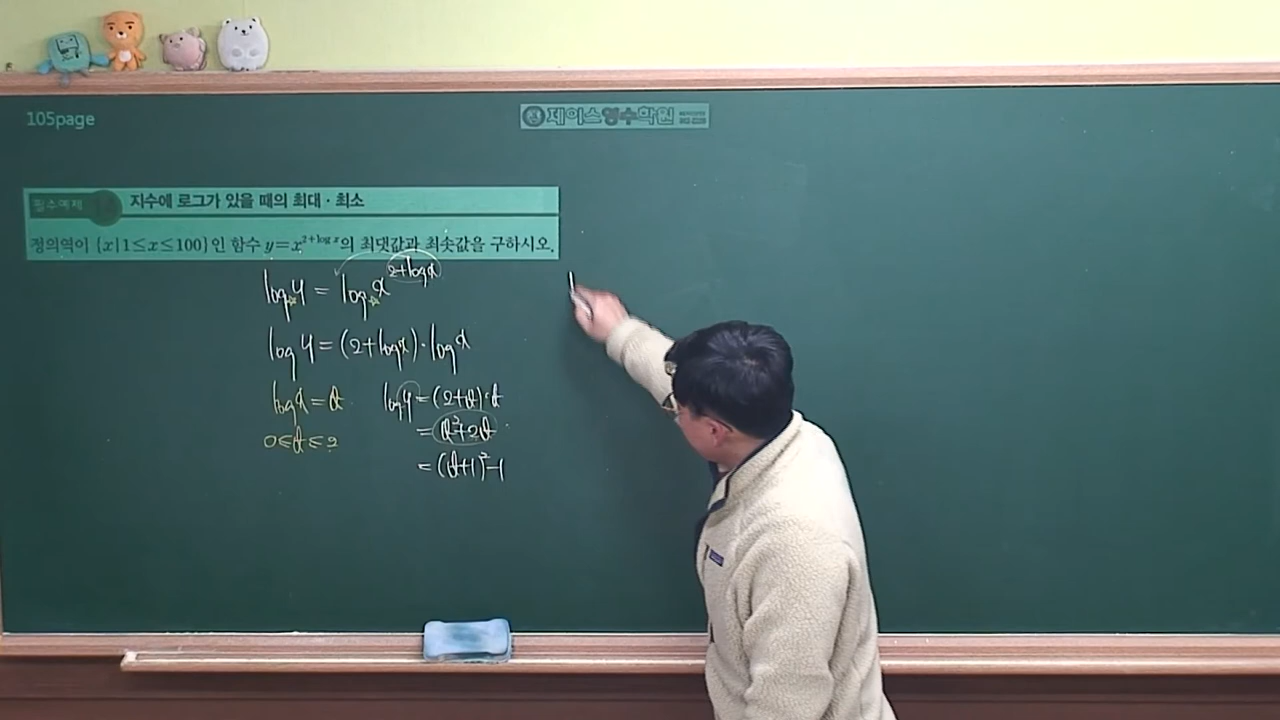 105page
제이스영수학원
필수예제 지수에 로그가 있을 때의 최대 · 최소
정의역이 {x|1≤x≤100}인 함수 y=x^{2+log x}의 최댓값과 최솟값을 구하시오.
log y = log x^{2+log x}
log y = (2+log x)·log x
log x = t
0≤t≤2
log y = (2+t)·t
= t²+2t
= (t+1)²-1